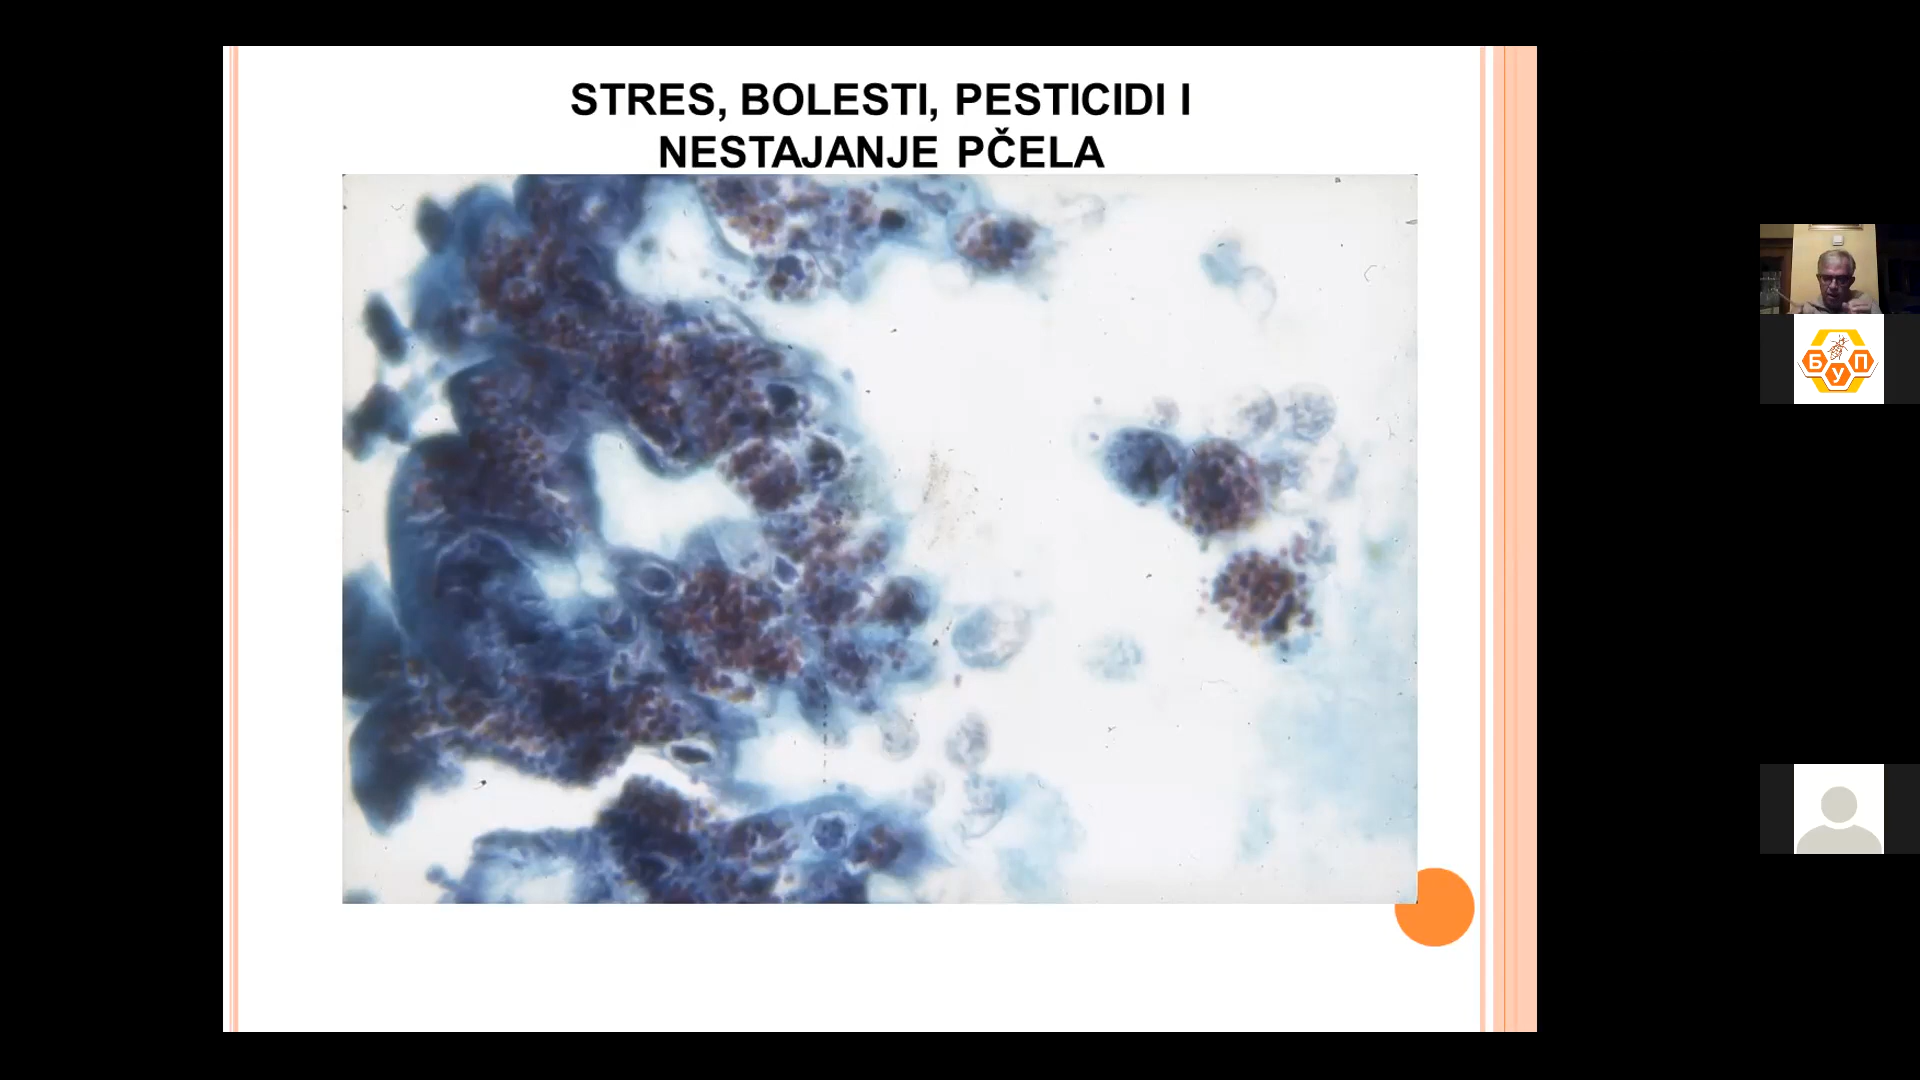 STRES, BOLESTI, PESTICIDI I
NESTAJANJE PČELA
Б У П